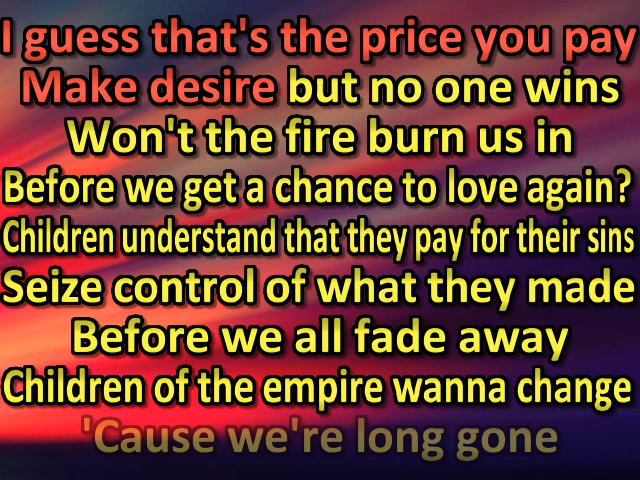 I guess that's the price you pay
Make desire but no one wins
Won't the fire burn us in
Before we get a chance to love again?
Children understand that they pay for their sins
Seize control of what they made
Before we all fade away
Children of the empire wanna change
'Cause we're long gone